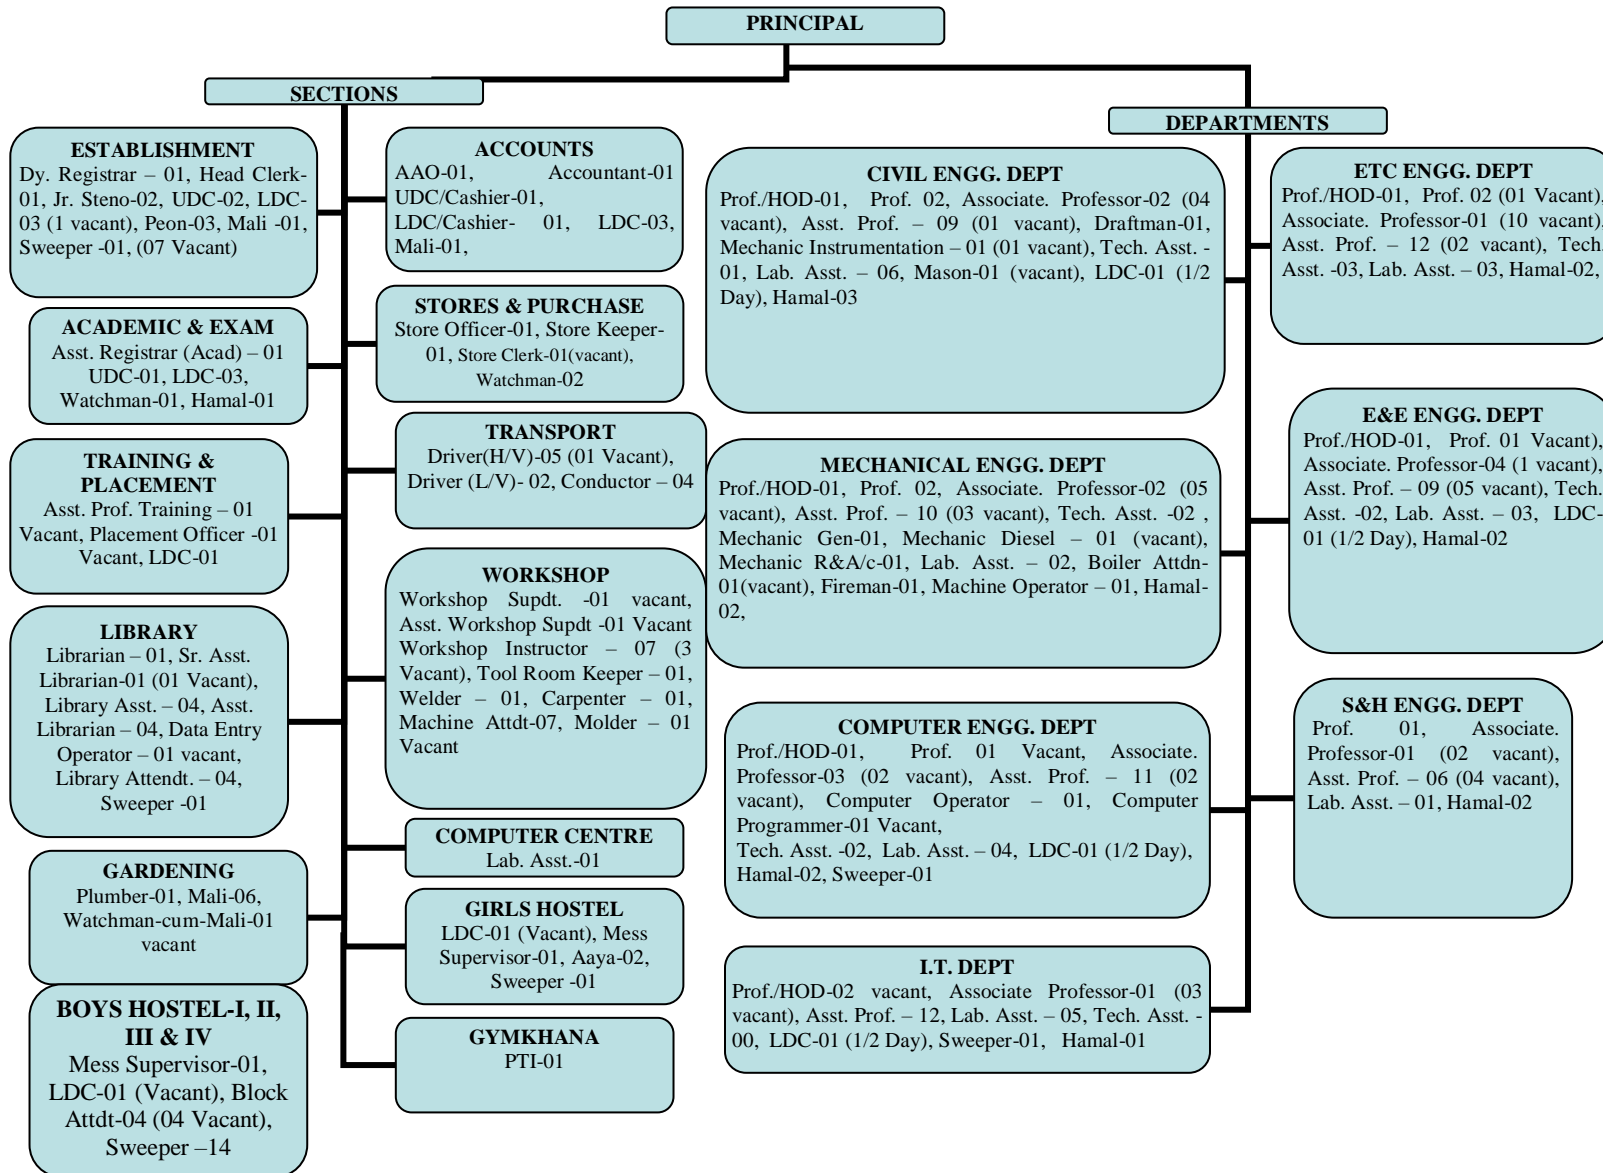 PRINCIPAL
SECTIONS
ESTABLISHMENT
Dy. Registrar – 01, Head Clerk-
01, Jr. Steno-02, UDC-02, LDC-
03 (1 vacant), Peon-03, Mali -01,
Sweeper -01, (07 Vacant)
ACADEMIC & EXAM
Asst. Registrar (Acad) – 01
UDC-01, LDC-03,
Watchman-01, Hamal-01
TRAINING &
PLACEMENT
Asst. Prof. Training – 01
Vacant, Placement Officer -01
Vacant, LDC-01
LIBRARY
Librarian – 01, Sr. Asst.
Librarian-01 (01 Vacant),
Library Asst. – 04, Asst.
Librarian – 04, Data Entry
Operator – 01 vacant,
Library Attendt. – 04,
Sweeper -01
GARDENING
Plumber-01, Mali-06,
Watchman-cum-Mali-01
vacant
BOYS HOSTEL-I, II,
III & IV
Mess Supervisor-01,
LDC-01 (Vacant), Block
Attdt-04 (04 Vacant),
Sweeper –14
ACCOUNTS
AAO-01, Accountant-01
UDC/Cashier-01,
LDC/Cashier- 01, LDC-03,
Mali-01,
STORES & PURCHASE
Store Officer-01, Store Keeper-
01, Store Clerk-01(vacant),
Watchman-02
TRANSPORT
Driver(H/V)-05 (01 Vacant),
Driver (L/V)- 02, Conductor – 04
WORKSHOP
Workshop Supdt. -01 vacant,
Asst. Workshop Supdt -01 Vacant
Workshop Instructor – 07 (3
Vacant), Tool Room Keeper – 01,
Welder – 01, Carpenter – 01,
Machine Attdt-07, Molder – 01
Vacant
COMPUTER CENTRE
Lab. Asst.-01
GIRLS HOSTEL
LDC-01 (Vacant), Mess
Supervisor-01, Aaya-02,
Sweeper -01
GYMKHANA
PTI-01
DEPARTMENTS
CIVIL ENGG. DEPT
Prof./HOD-01, Prof. 02, Associate. Professor-02 (04
vacant), Asst. Prof. – 09 (01 vacant), Draftman-01,
Mechanic Instrumentation – 01 (01 vacant), Tech. Asst. -
01, Lab. Asst. – 06, Mason-01 (vacant), LDC-01 (1/2
Day), Hamal-03
MECHANICAL ENGG. DEPT
Prof./HOD-01, Prof. 02, Associate. Professor-02 (05
vacant), Asst. Prof. – 10 (03 vacant), Tech. Asst. -02 ,
Mechanic Gen-01, Mechanic Diesel – 01 (vacant),
Mechanic R&A/c-01, Lab. Asst. – 02, Boiler Attdn-
01(vacant), Fireman-01, Machine Operator – 01, Hamal-
02,
COMPUTER ENGG. DEPT
Prof./HOD-01, Prof. 01 Vacant, Associate.
Professor-03 (02 vacant), Asst. Prof. – 11 (02
vacant), Computer Operator – 01, Computer
Programmer-01 Vacant,
Tech. Asst. -02, Lab. Asst. – 04, LDC-01 (1/2 Day),
Hamal-02, Sweeper-01
I.T. DEPT
Prof./HOD-02 vacant, Associate Professor-01 (03
vacant), Asst. Prof. – 12, Lab. Asst. – 05, Tech. Asst. -
00, LDC-01 (1/2 Day), Sweeper-01, Hamal-01
ETC ENGG. DEPT
Prof./HOD-01, Prof. 02 (01 Vacant),
Associate. Professor-01 (10 vacant),
Asst. Prof. – 12 (02 vacant), Tech.
Asst. -03, Lab. Asst. – 03, Hamal-02,
E&E ENGG. DEPT
Prof./HOD-01, Prof. 01 Vacant),
Associate. Professor-04 (1 vacant),
Asst. Prof. – 09 (05 vacant), Tech.
Asst. -02, Lab. Asst. – 03, LDC-
01 (1/2 Day), Hamal-02
S&H ENGG. DEPT
Prof. 01, Associate.
Professor-01 (02 vacant),
Asst. Prof. – 06 (04 vacant),
Lab. Asst. – 01, Hamal-02